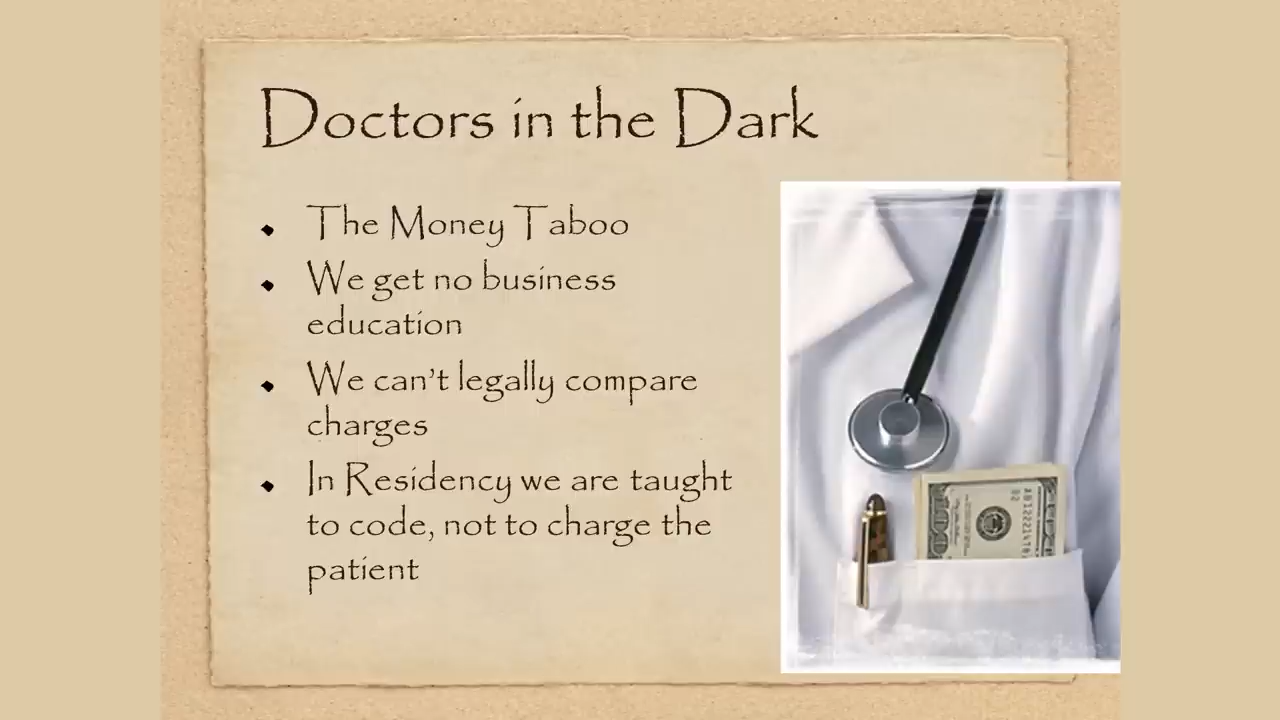 Doctors in the Dark
The Money Taboo
We get no business
education
We can't legally compare
charges
In Residency we are taught
to code, not to charge the
patient